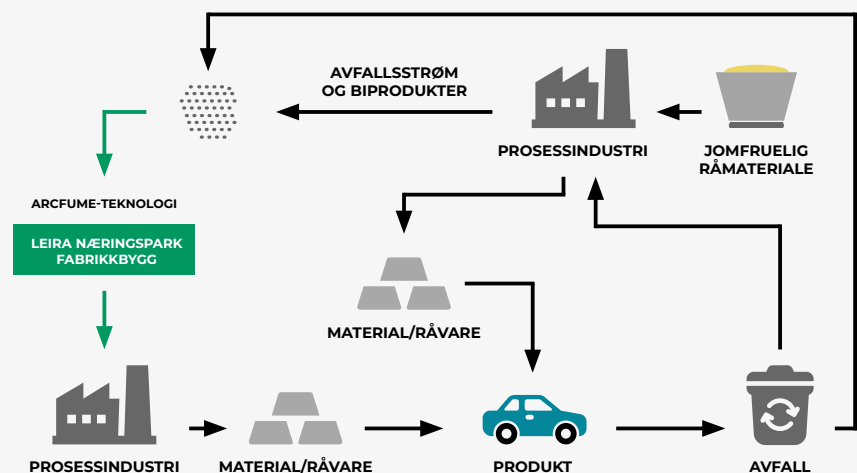 AVFALLSSTRØM
OG BIPRODUKTER
PROSESSINDUSTRI
JOMFRUELIG
RÅMATERIALE
ARCFUME-TEKNOLOGI
LEIRA NÆRINGSPARK
FABRIKKBYGG
MATERIAL/RÅVARE
PROSESSINDUSTRI
MATERIAL/RÅVARE
PRODUKT
AVFALL